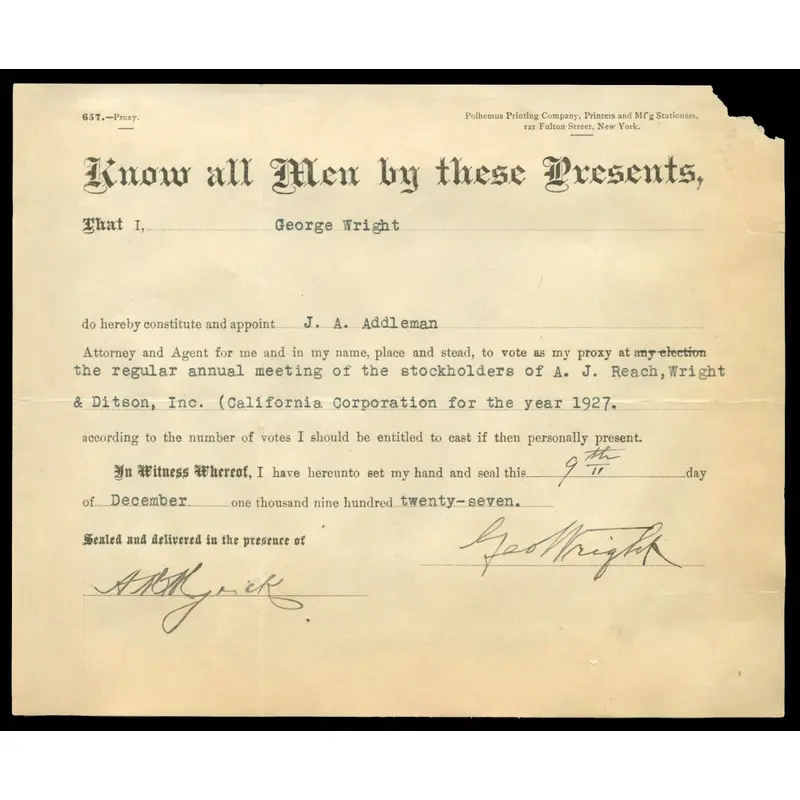 657.—Proxy.
Polhemus Printing Company, Printers and M'f'g Stationers,
121 Fulton Street, New York.
Know all Men by these Presents,
That I, George Wright
do hereby constitute and appoint J. A. Addleman
Attorney and Agent for me and in my name, place and stead, to vote as my proxy at any election
the regular annual meeting of the stockholders of A. J. Reach,Wright
& Ditson, Inc. (California Corporation for the year 1927.
according to the number of votes I should be entitled to cast if then personally present.
In Witness Whereof, I have hereunto set my hand and seal this 9th day
of December one thousand nine hundred twenty-seven.
Sealed and delivered in the presence of
Geo Wright